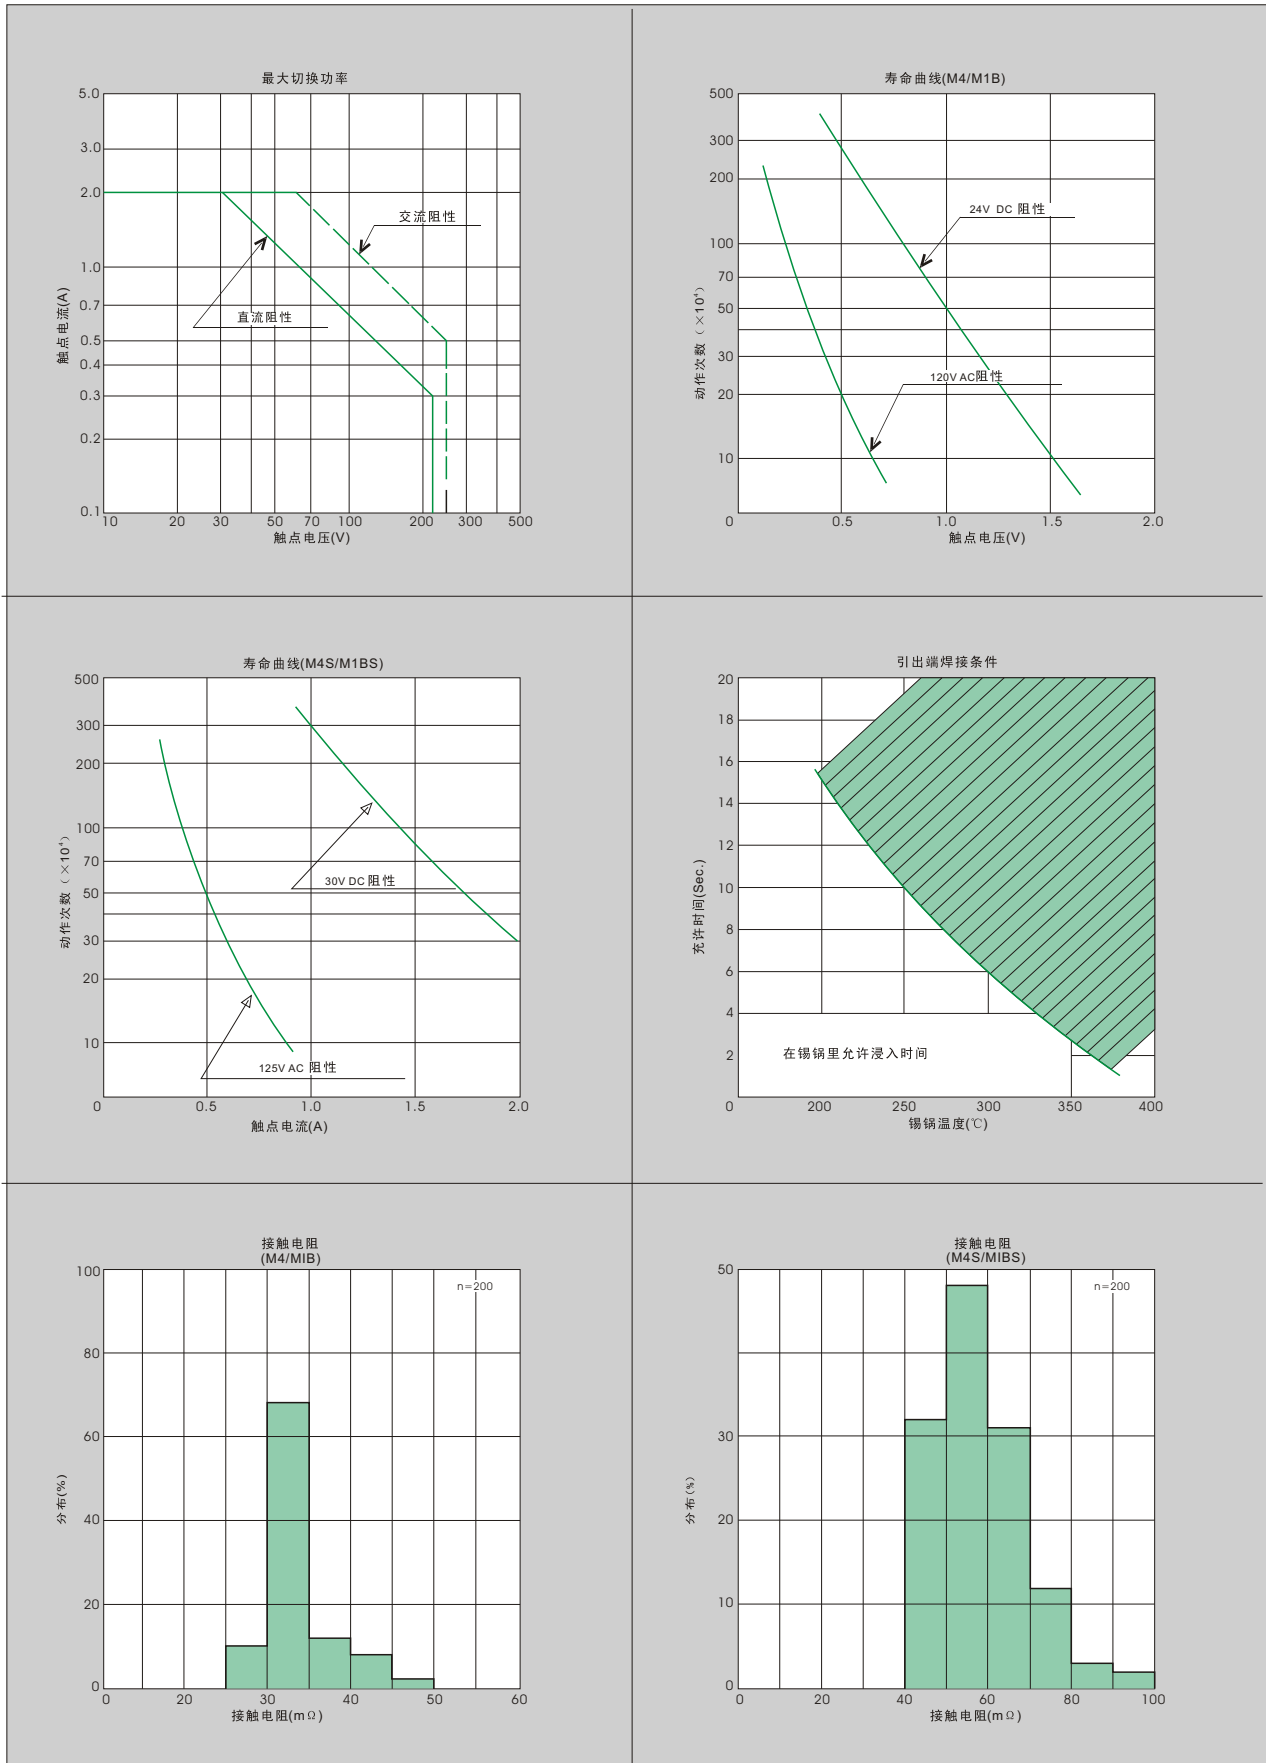 最大切换功率
5.0
3.0
2.0
1.0
0.7
0.5
0.4
0.3
0.2
0.1
交流阻性
直流阻性
触点电流(A)
10 20 30 50 70 100 200 300 500
触点电压(V)
寿命曲线(M4/M1B)
500
300
200
100
70
50
30
20
10
24V DC 阻性
120V AC阻性
动作次数(×10⁴)
0 0.5 1.0 1.5 2.0
触点电压(V)
寿命曲线(M4S/M1BS)
500
300
200
100
70
50
30
20
10
30V DC 阻性
125V AC 阻性
动作次数(×10⁴)
0 0.5 1.0 1.5 2.0
触点电流(A)
引出端焊接条件
20
18
16
14
12
10
8
6
4
2
在锡锅里允许浸入时间
充许时间(Sec.)
0 200 250 300 350 400
锡锅温度(℃)
接触电阻
(M4/MIB)
n=200
100
80
60
40
20
0
分布(%)
0 20 30 40 50 60
接触电阻(mΩ)
接触电阻
(M4S/MIBS)
n=200
50
30
20
10
0
分布(%)
0 20 40 60 80 100
接触电阻(mΩ)